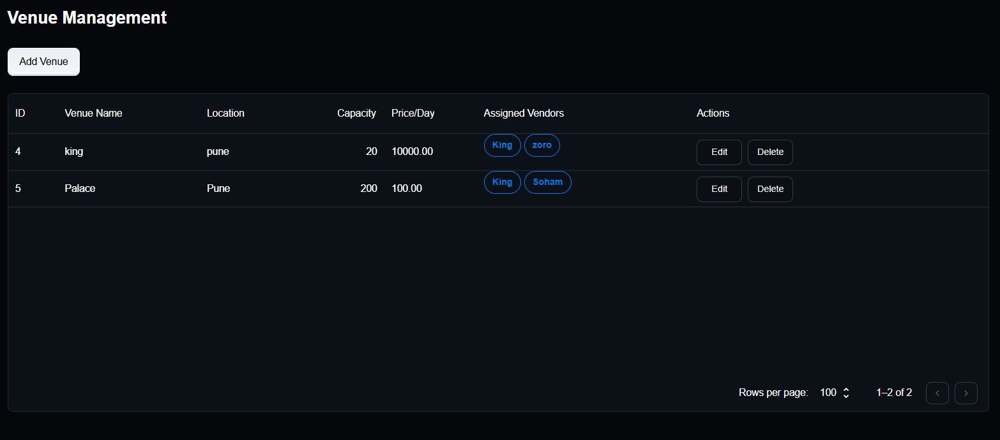 Venue Management
Add Venue
ID Venue Name Location Capacity Price/Day Assigned Vendors Actions
4 king pune 20 10000.00 King zoro Edit Delete
5 Palace Pune 200 100.00 King Soham Edit Delete
Rows per page: 100 1–2 of 2